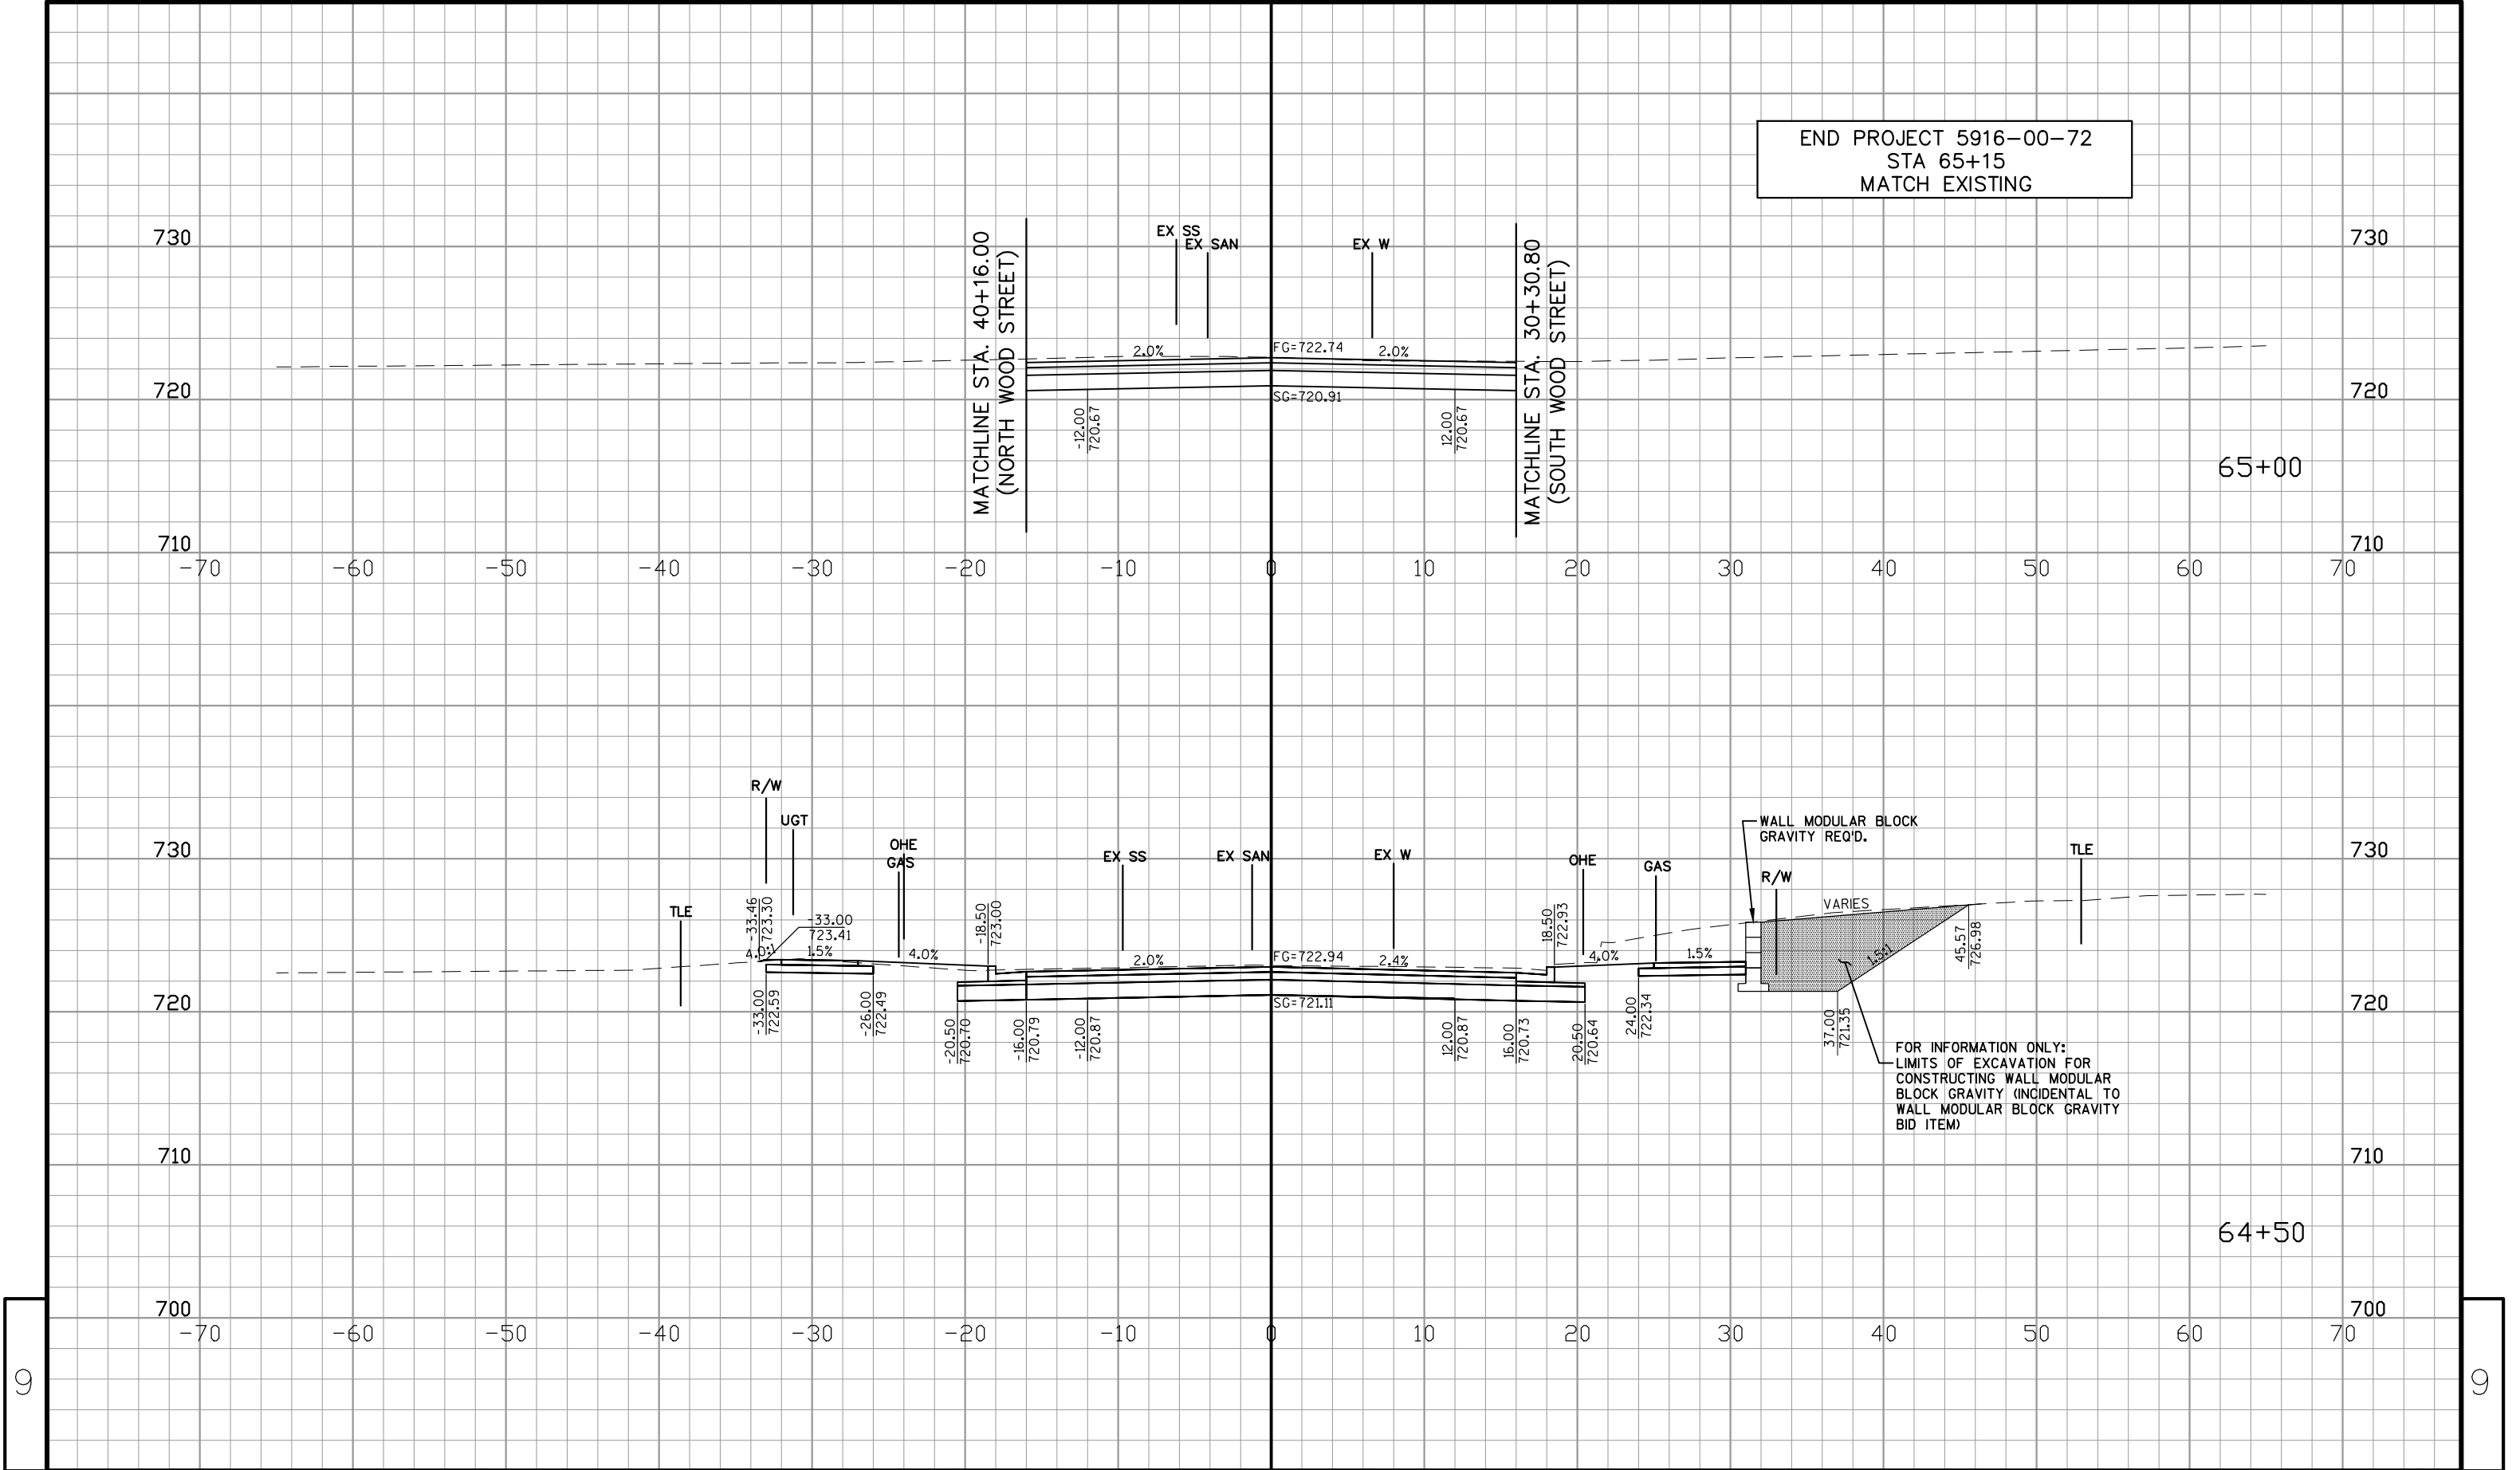 END PROJECT 5916-00-72
STA 65+15
MATCH EXISTING
730
MATCHLINE STA. 40+16.00
(NORTH WOOD STREET)
EX SS
EX SAN
EX W
MATCHLINE STA. 30+30.80
(SOUTH WOOD STREET)
730
2.0%
FG=722.74
2.0%
720
SG=720.91
720
-12.00
720.67
12.00
720.67
65+00
710
710
-70 -60 -50 -40 -30 -20 -10 0 10 20 30 40 50 60 70
R/W
UGT
OHE
GAS
EX SS
EX SAN
EX W
OHE
GAS
R/W
WALL MODULAR BLOCK
GRAVITY REQ'D.
TLE
730
730
TLE
-33.46
723.30
-33.00
723.41
4.0:1
1.5%
4.0%
-18.50
723.00
2.0%
FG=722.94
2.4%
18.50
722.93
4.0%
1.5%
VARIES
1.5:1
45.57
726.98
720
SG=721.11
720
-33.00
722.59
-26.00
722.49
-20.50
720.70
-16.00
720.79
-12.00
720.87
12.00
720.87
16.00
720.73
20.50
720.64
24.00
722.34
37.00
721.35
FOR INFORMATION ONLY:
LIMITS OF EXCAVATION FOR
CONSTRUCTING WALL MODULAR
BLOCK GRAVITY (INCIDENTAL TO
WALL MODULAR BLOCK GRAVITY
BID ITEM)
710
710
64+50
700
700
-70 -60 -50 -40 -30 -20 -10 0 10 20 30 40 50 60 70
9
9